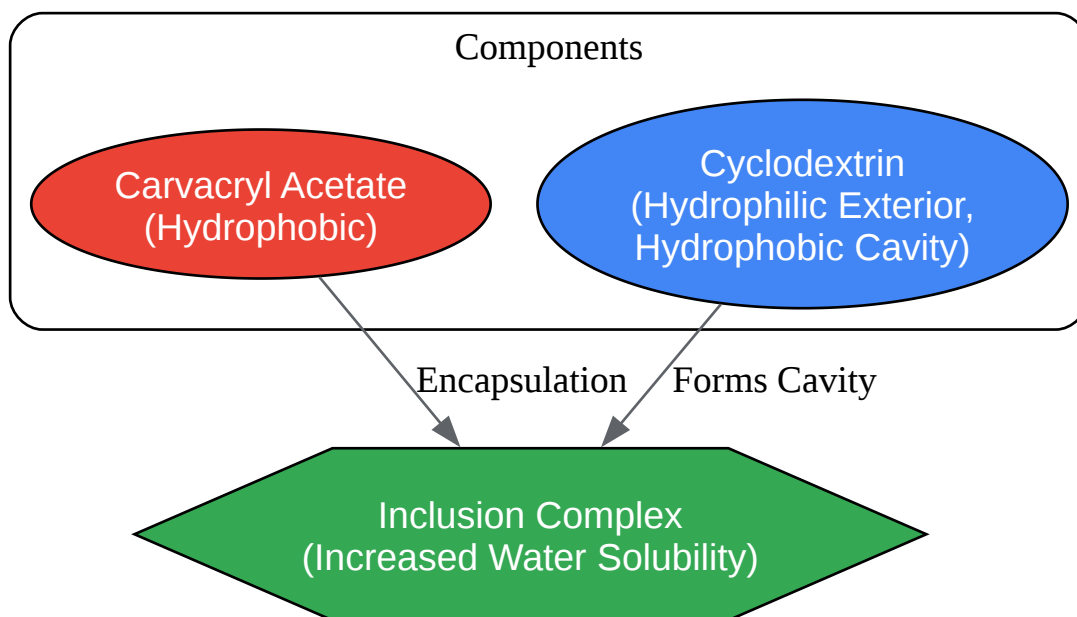 Components
Carvacryl Acetate
(Hydrophobic)
Cyclodextrin
(Hydrophilic Exterior,
Hydrophobic Cavity)
Encapsulation
Forms Cavity
Inclusion Complex
(Increased Water Solubility)